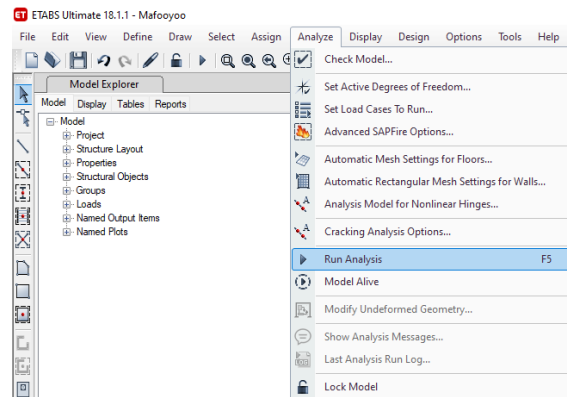 ETABS Ultimate 18.1.1 - Mafooyoo
File Edit View Define Draw Select Assign Analyze Display Design Options Tools Help
Model Explorer
Model Display Tables Reports
Model
Project
Structure Layout
Properties
Structural Objects
Groups
Loads
Named Output Items
Named Plots
Check Model...
Set Active Degrees of Freedom...
Set Load Cases To Run...
Advanced SAPFire Options...
Automatic Mesh Settings for Floors...
Automatic Rectangular Mesh Settings for Walls...
Analysis Model for Nonlinear Hinges...
Cracking Analysis Options...
Run Analysis F5
Model Alive
Modify Undeformed Geometry...
Show Analysis Messages...
Last Analysis Run Log...
Lock Model